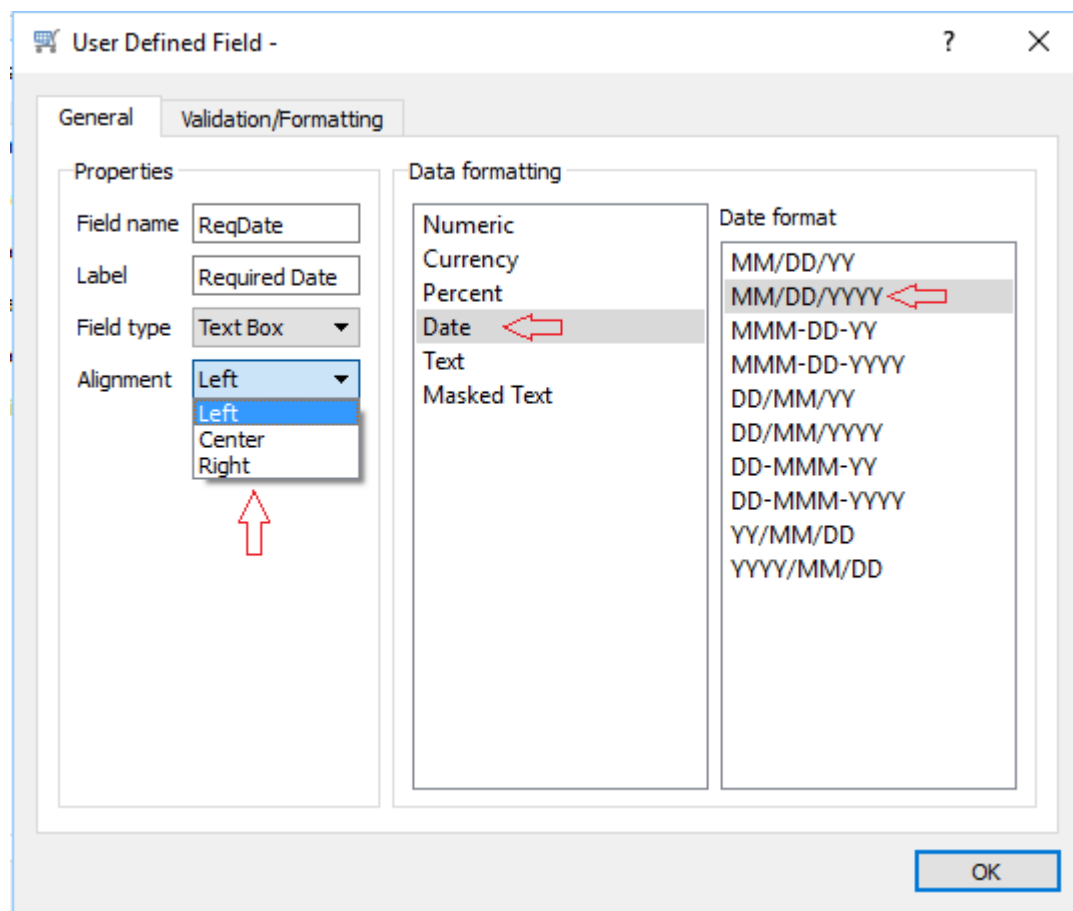 User Defined Field -
?
General
Validation/Formatting
Properties
Field name
ReqDate
Label
Required Date
Field type
Text Box
Alignment
Left
Left
Center
Right
Data formatting
Numeric
Currency
Percent
Date
Text
Masked Text
Date format
MM/DD/YY
MM/DD/YYYY
MMM-DD-YY
MMM-DD-YYYY
DD/MM/YY
DD/MM/YYYY
DD-MMM-YY
DD-MMM-YYYY
YY/MM/DD
YYYY/MM/DD
OK